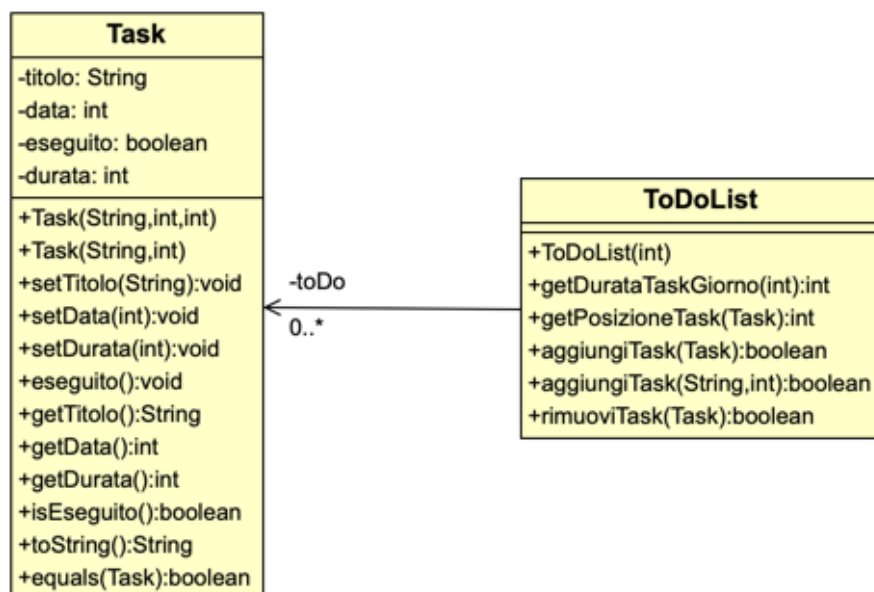 Task
-titolo: String
-data: int
-eseguito: boolean
-durata: int
+Task(String,int,int)
+Task(String,int)
+setTitolo(String):void
+setData(int):void
+setDurata(int):void
+eseguito():void
+getTitolo():String
+getData():int
+getDurata():int
+isEseguito():boolean
+toString():String
+equals(Task):boolean
-toDo
0..*
ToDoList
+ToDoList(int)
+getDurataTaskGiorno(int):int
+getPosizioneTask(Task):int
+aggiungiTask(Task):boolean
+aggiungiTask(String,int):boolean
+rimuoviTask(Task):boolean